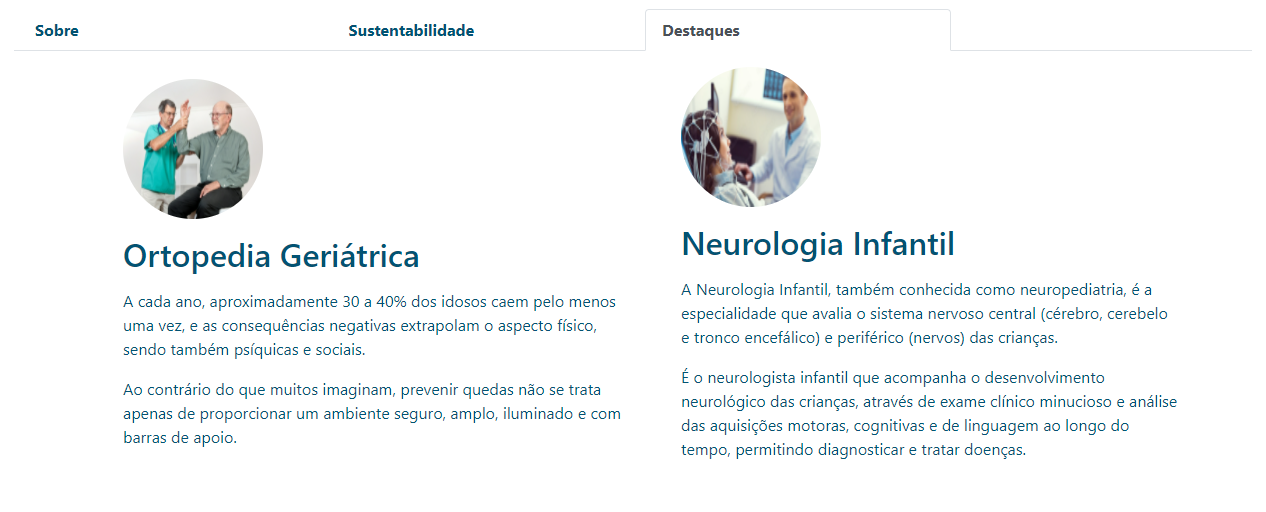 Sobre
Sustentabilidade
Destaques
Ortopedia Geriátrica
A cada ano, aproximadamente 30 a 40% dos idosos caem pelo menos
uma vez, e as consequências negativas extrapolam o aspecto físico,
sendo também psíquicas e sociais.
Ao contrário do que muitos imaginam, prevenir quedas não se trata
apenas de proporcionar um ambiente seguro, amplo, iluminado e com
barras de apoio.
Neurologia Infantil
A Neurologia Infantil, também conhecida como neuropediatria, é a
especialidade que avalia o sistema nervoso central (cérebro, cerebelo
e tronco encefálico) e periférico (nervos) das crianças.
É o neurologista infantil que acompanha o desenvolvimento
neurológico das crianças, através de exame clínico minucioso e análise
das aquisições motoras, cognitivas e de linguagem ao longo do
tempo, permitindo diagnosticar e tratar doenças.